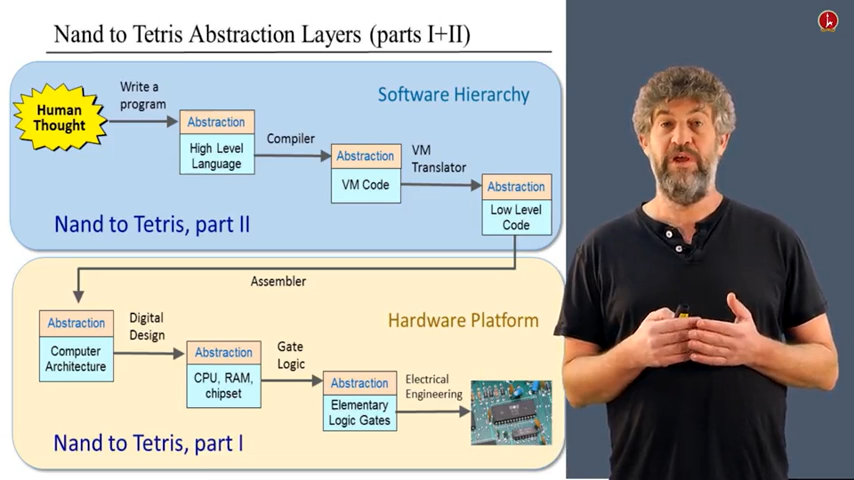 Nand to Tetris Abstraction Layers (parts I+II)
Software Hierarchy
Human
Thought
Write a
program
Abstraction
High Level
Language
Compiler
Abstraction
VM Code
VM
Translator
Abstraction
Low Level
Code
Nand to Tetris, part II
Assembler
Hardware Platform
Abstraction
Computer
Architecture
Digital
Design
Abstraction
CPU, RAM,
chipset
Gate
Logic
Abstraction
Elementary
Logic Gates
Electrical
Engineering
Nand to Tetris, part I